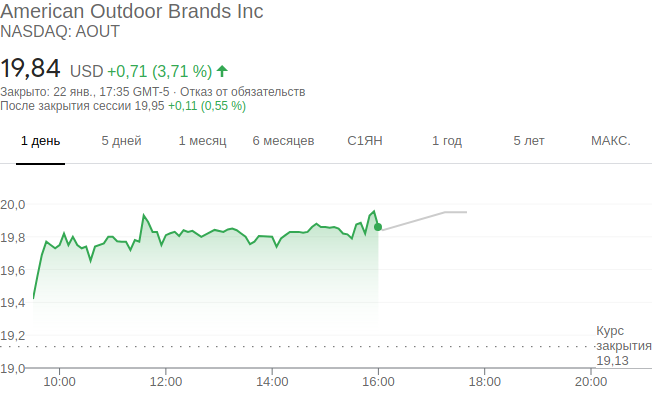 American Outdoor Brands Inc
NASDAQ: AOUT
19,84 USD +0,71 (3,71 %)
Закрыто: 22 янв., 17:35 GMT-5 · Отказ от обязательств
После закрытия сессии 19,95 +0,11 (0,55 %)
1 день 5 дней 1 месяц 6 месяцев С1ЯН 1 год 5 лет МАКС.
20,0
19,8
19,6
19,4
19,2
Курс
закрытия
19,13
19,0
10:00 12:00 14:00 16:00 18:00 20:00